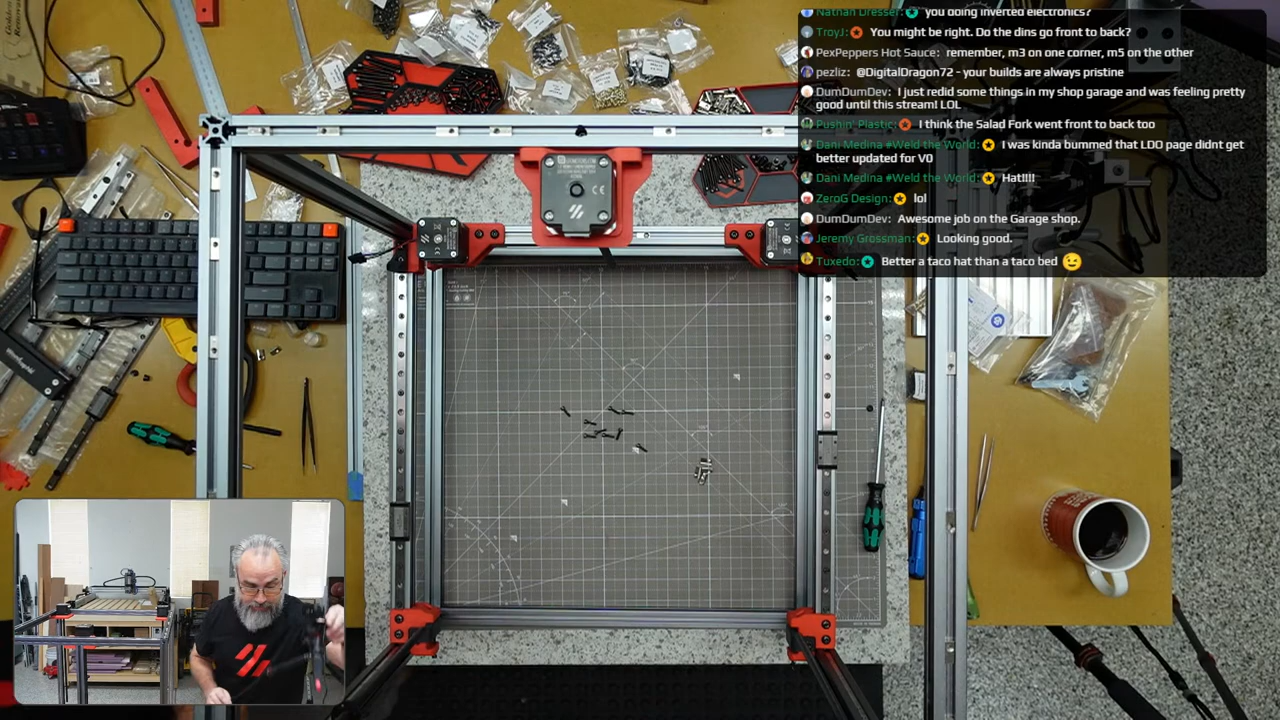 Nathan Dresser: you doing inverted electronics?
TroyJ: You might be right. Do the dins go front to back?
PexPeppers Hot Sauce: remember, m3 on one corner, m5 on the other
pezliz: @DigitalDragon72 - your builds are always pristine
DumDumDev: I just redid some things in my shop garage and was feeling pretty
good until this stream! LOL
Pushin' Plastic: I think the Salad Fork went front to back too
Dani Medina #Weld the World: I was kinda bummed that LDO page didnt get
better updated for V0
Dani Medina #Weld the World: Hat!!!!
ZeroG Design: lol
DumDumDev: Awesome job on the Garage shop.
Jeremy Grossman: Looking good.
Tuxedo: Better a taco hat than a taco bed 😉